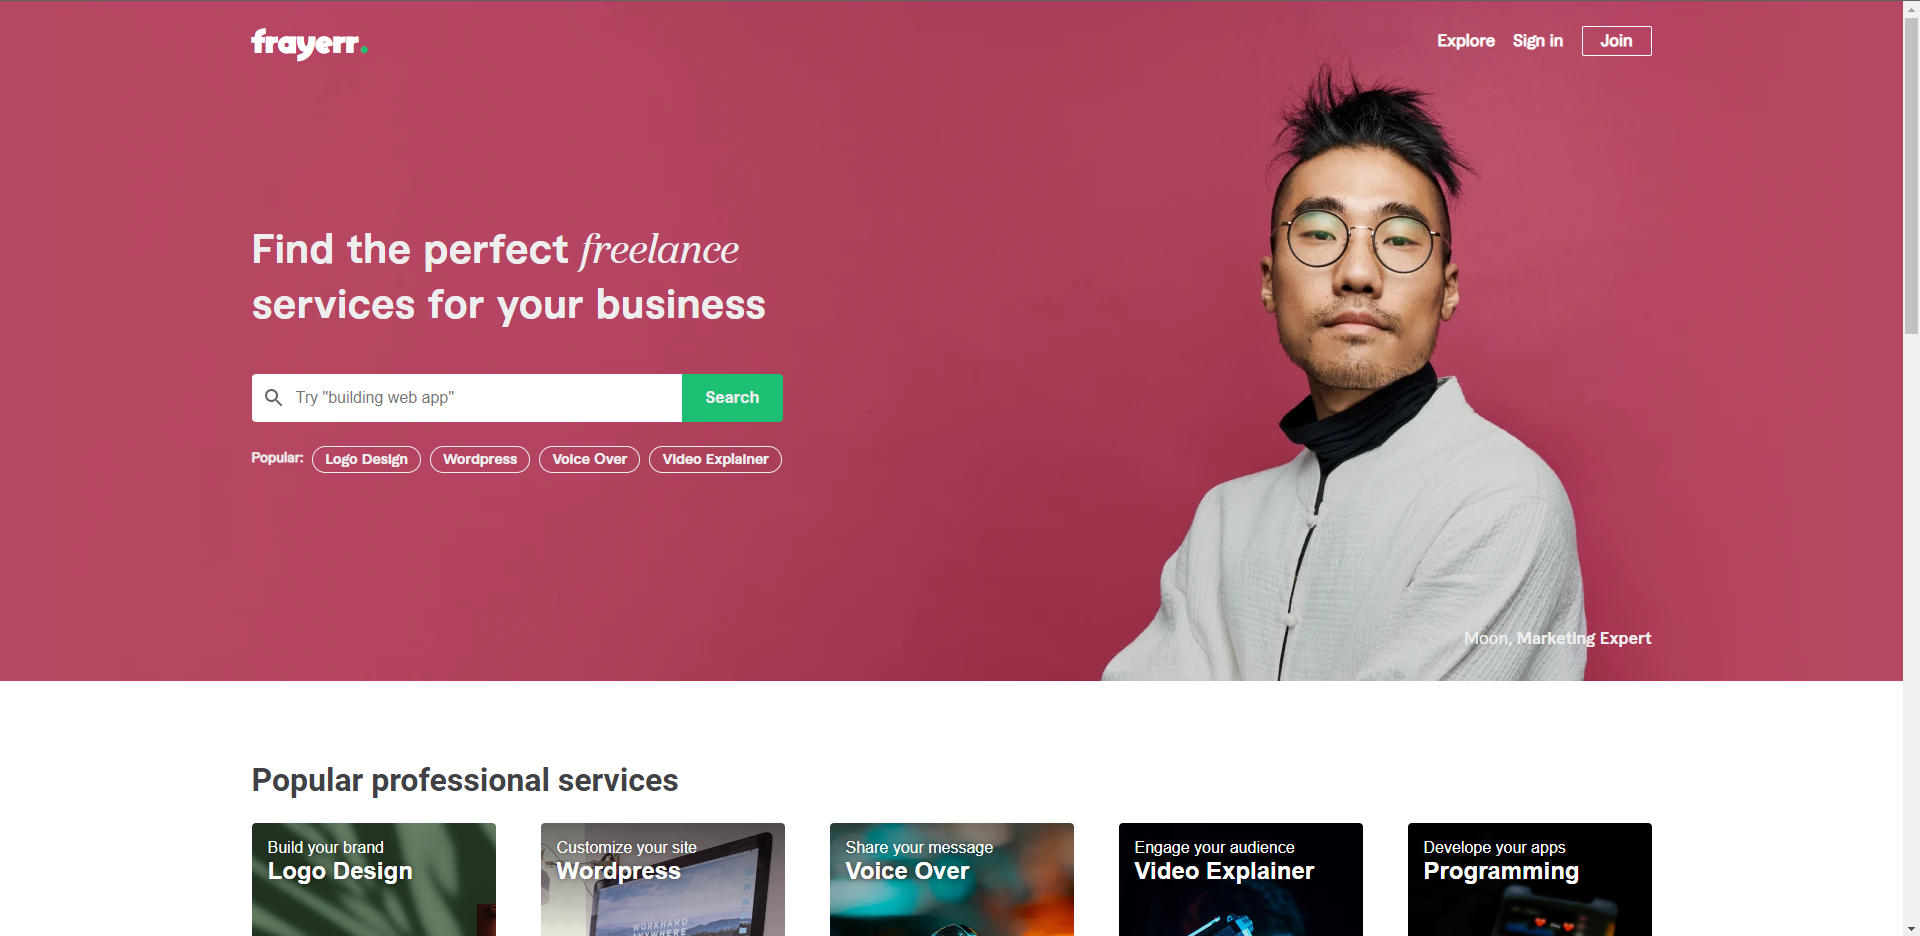 frayerr.
Explore
Sign in
Join
Find the perfect freelance
services for your business
Try "building web app"
Search
Popular:
Logo Design
Wordpress
Voice Over
Video Explainer
Moon, Marketing Expert
Popular professional services
Build your brand
Logo Design
Customize your site
Wordpress
WORKHARD
ANYWHERE
Share your message
Voice Over
Engage your audience
Video Explainer
Develope your apps
Programming